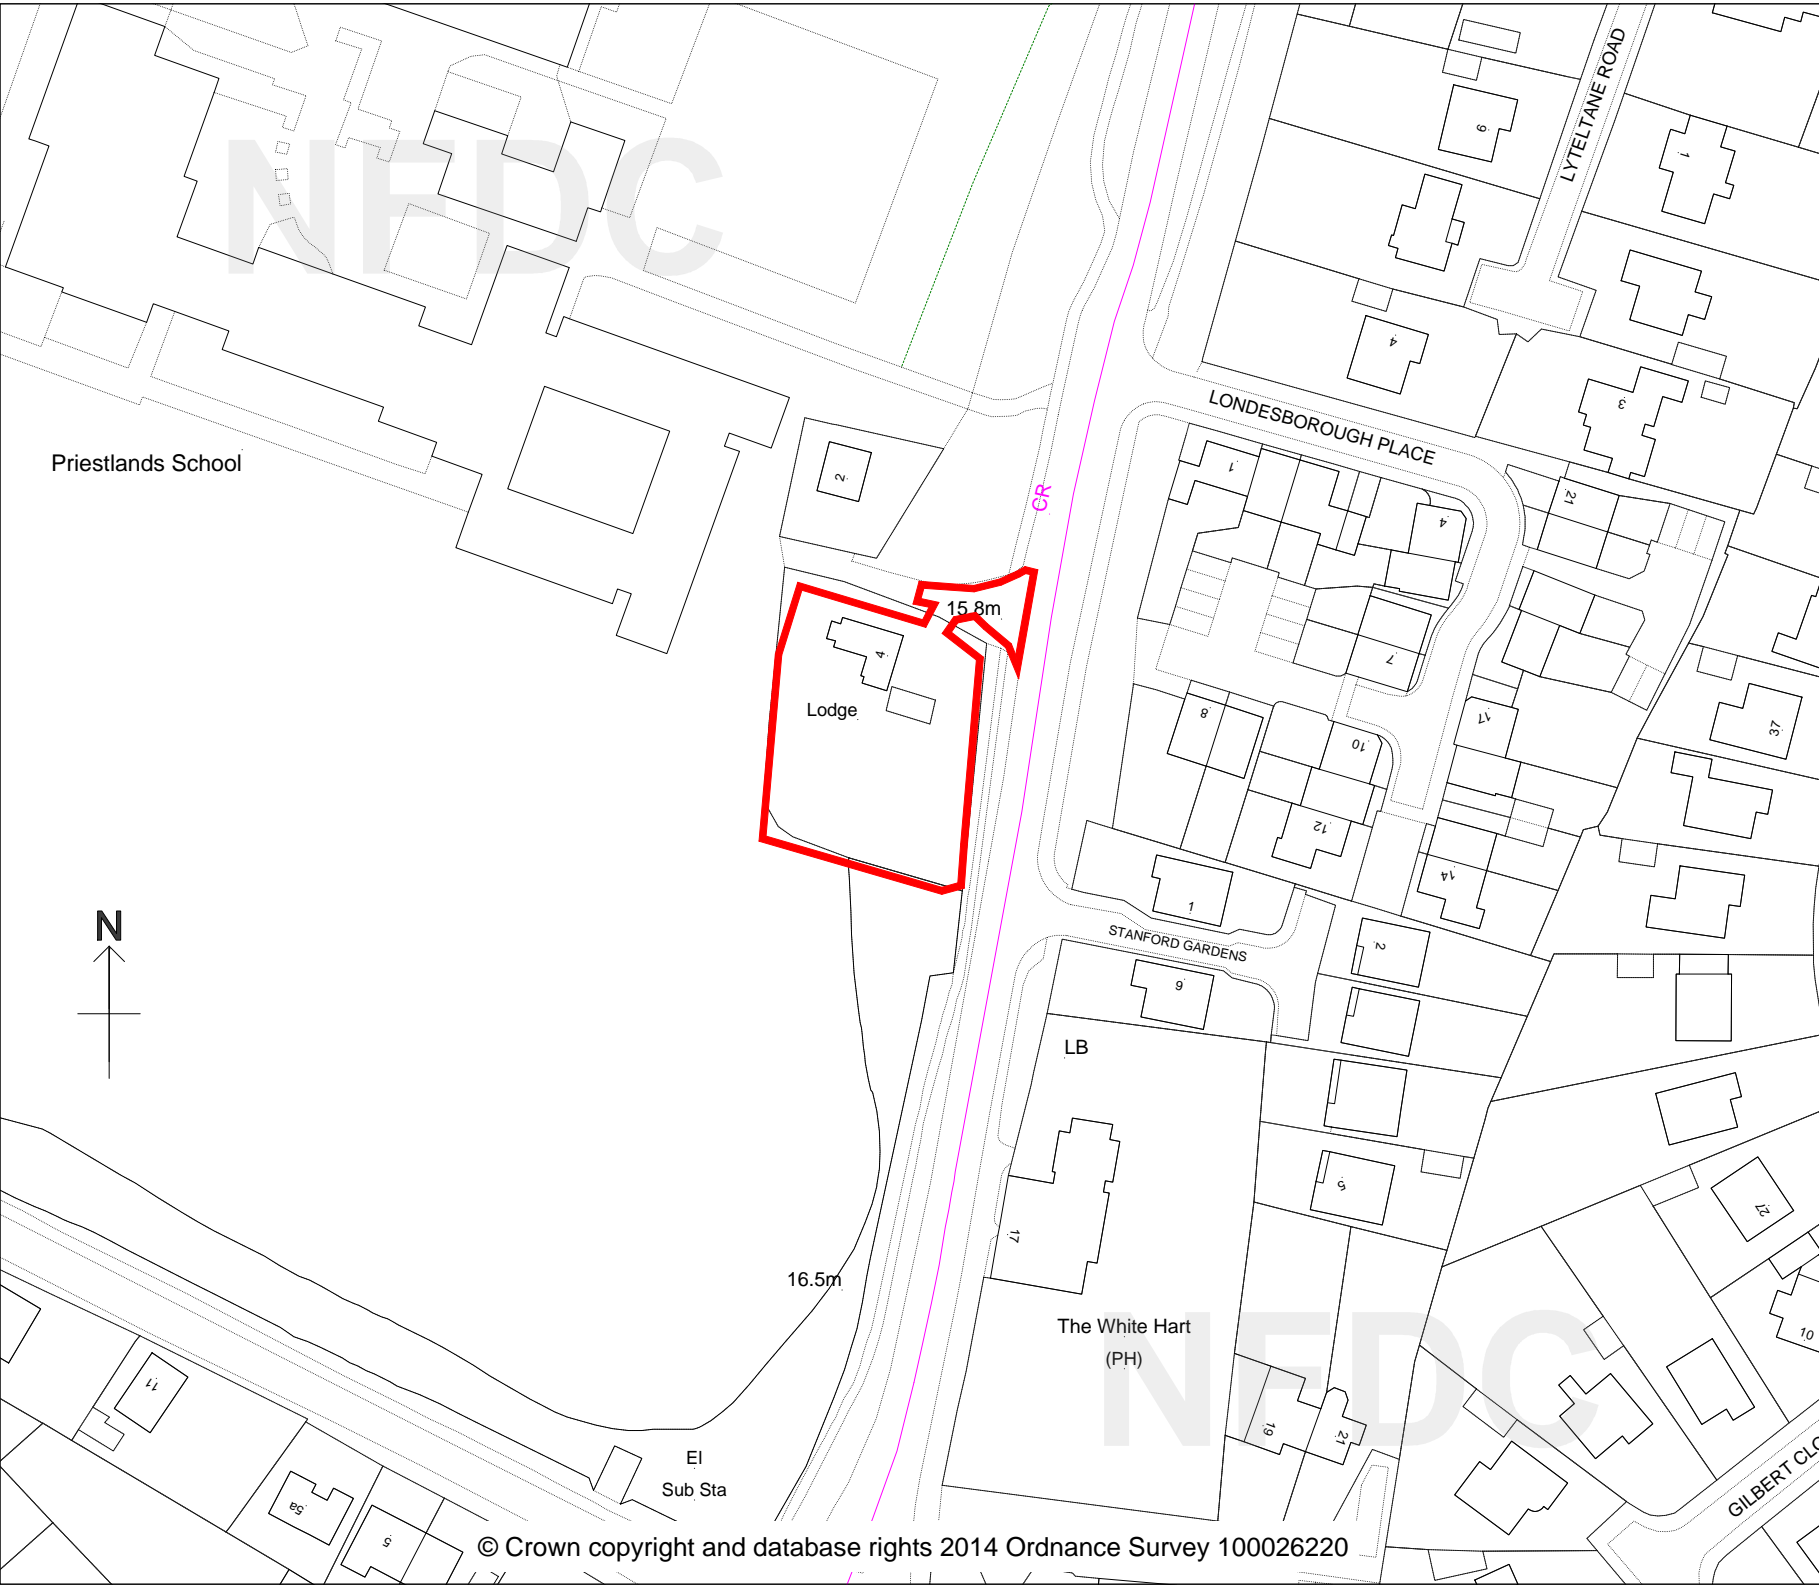 NFDC
LYTELTANE ROAD
9
1
4
3
LONDESBOROUGH PLACE
Priestlands School
2
1
21
4
CR
15.8m
4
7
Lodge
8
10
17
37
12
14
1
N
STANFORD GARDENS
2
9
LB
5
17
27
16.5m
The White Hart
(PH)
NFDC
10
11
19
21
El
Sub Sta
5a
5
GILBERT CLO
© Crown copyright and database rights 2014 Ordnance Survey 100026220